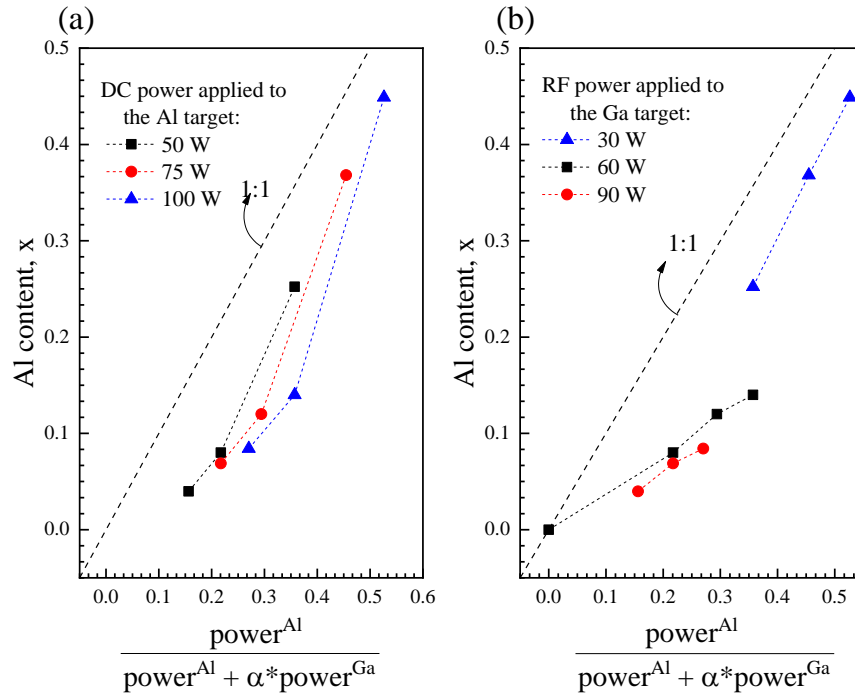 (a)
DC power applied to
the Al target:
50 W
75 W
100 W
1:1
0.5
0.4
0.3
0.2
0.1
0.0
Al content, x
0.0 0.1 0.2 0.3 0.4 0.5 0.6
power^Al
power^Al + α*power^Ga
(b)
RF power applied to
the Ga target:
30 W
60 W
90 W
1:1
0.5
0.4
0.3
0.2
0.1
0.0
Al content, x
0.0 0.1 0.2 0.3 0.4 0.5
power^Al
power^Al + α*power^Ga